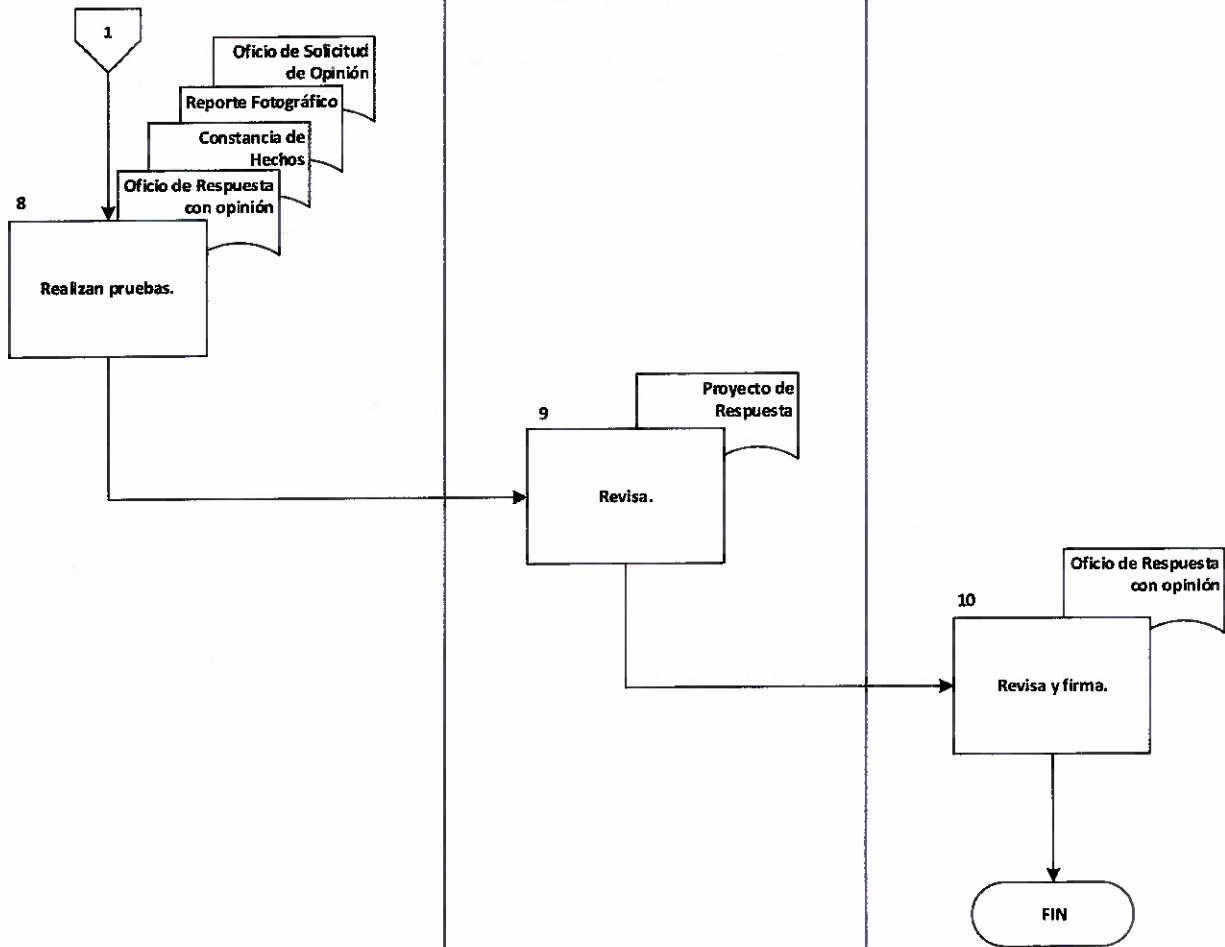 1
Oficio de Solicitud
de Opinión
Reporte Fotográfico
Constancia de
Hechos
Oficio de Respuesta
con opinión
8
Realizan pruebas.
Proyecto de
Respuesta
9
Revisa.
Oficio de Respuesta
con opinión
10
Revisa y firma.
FIN